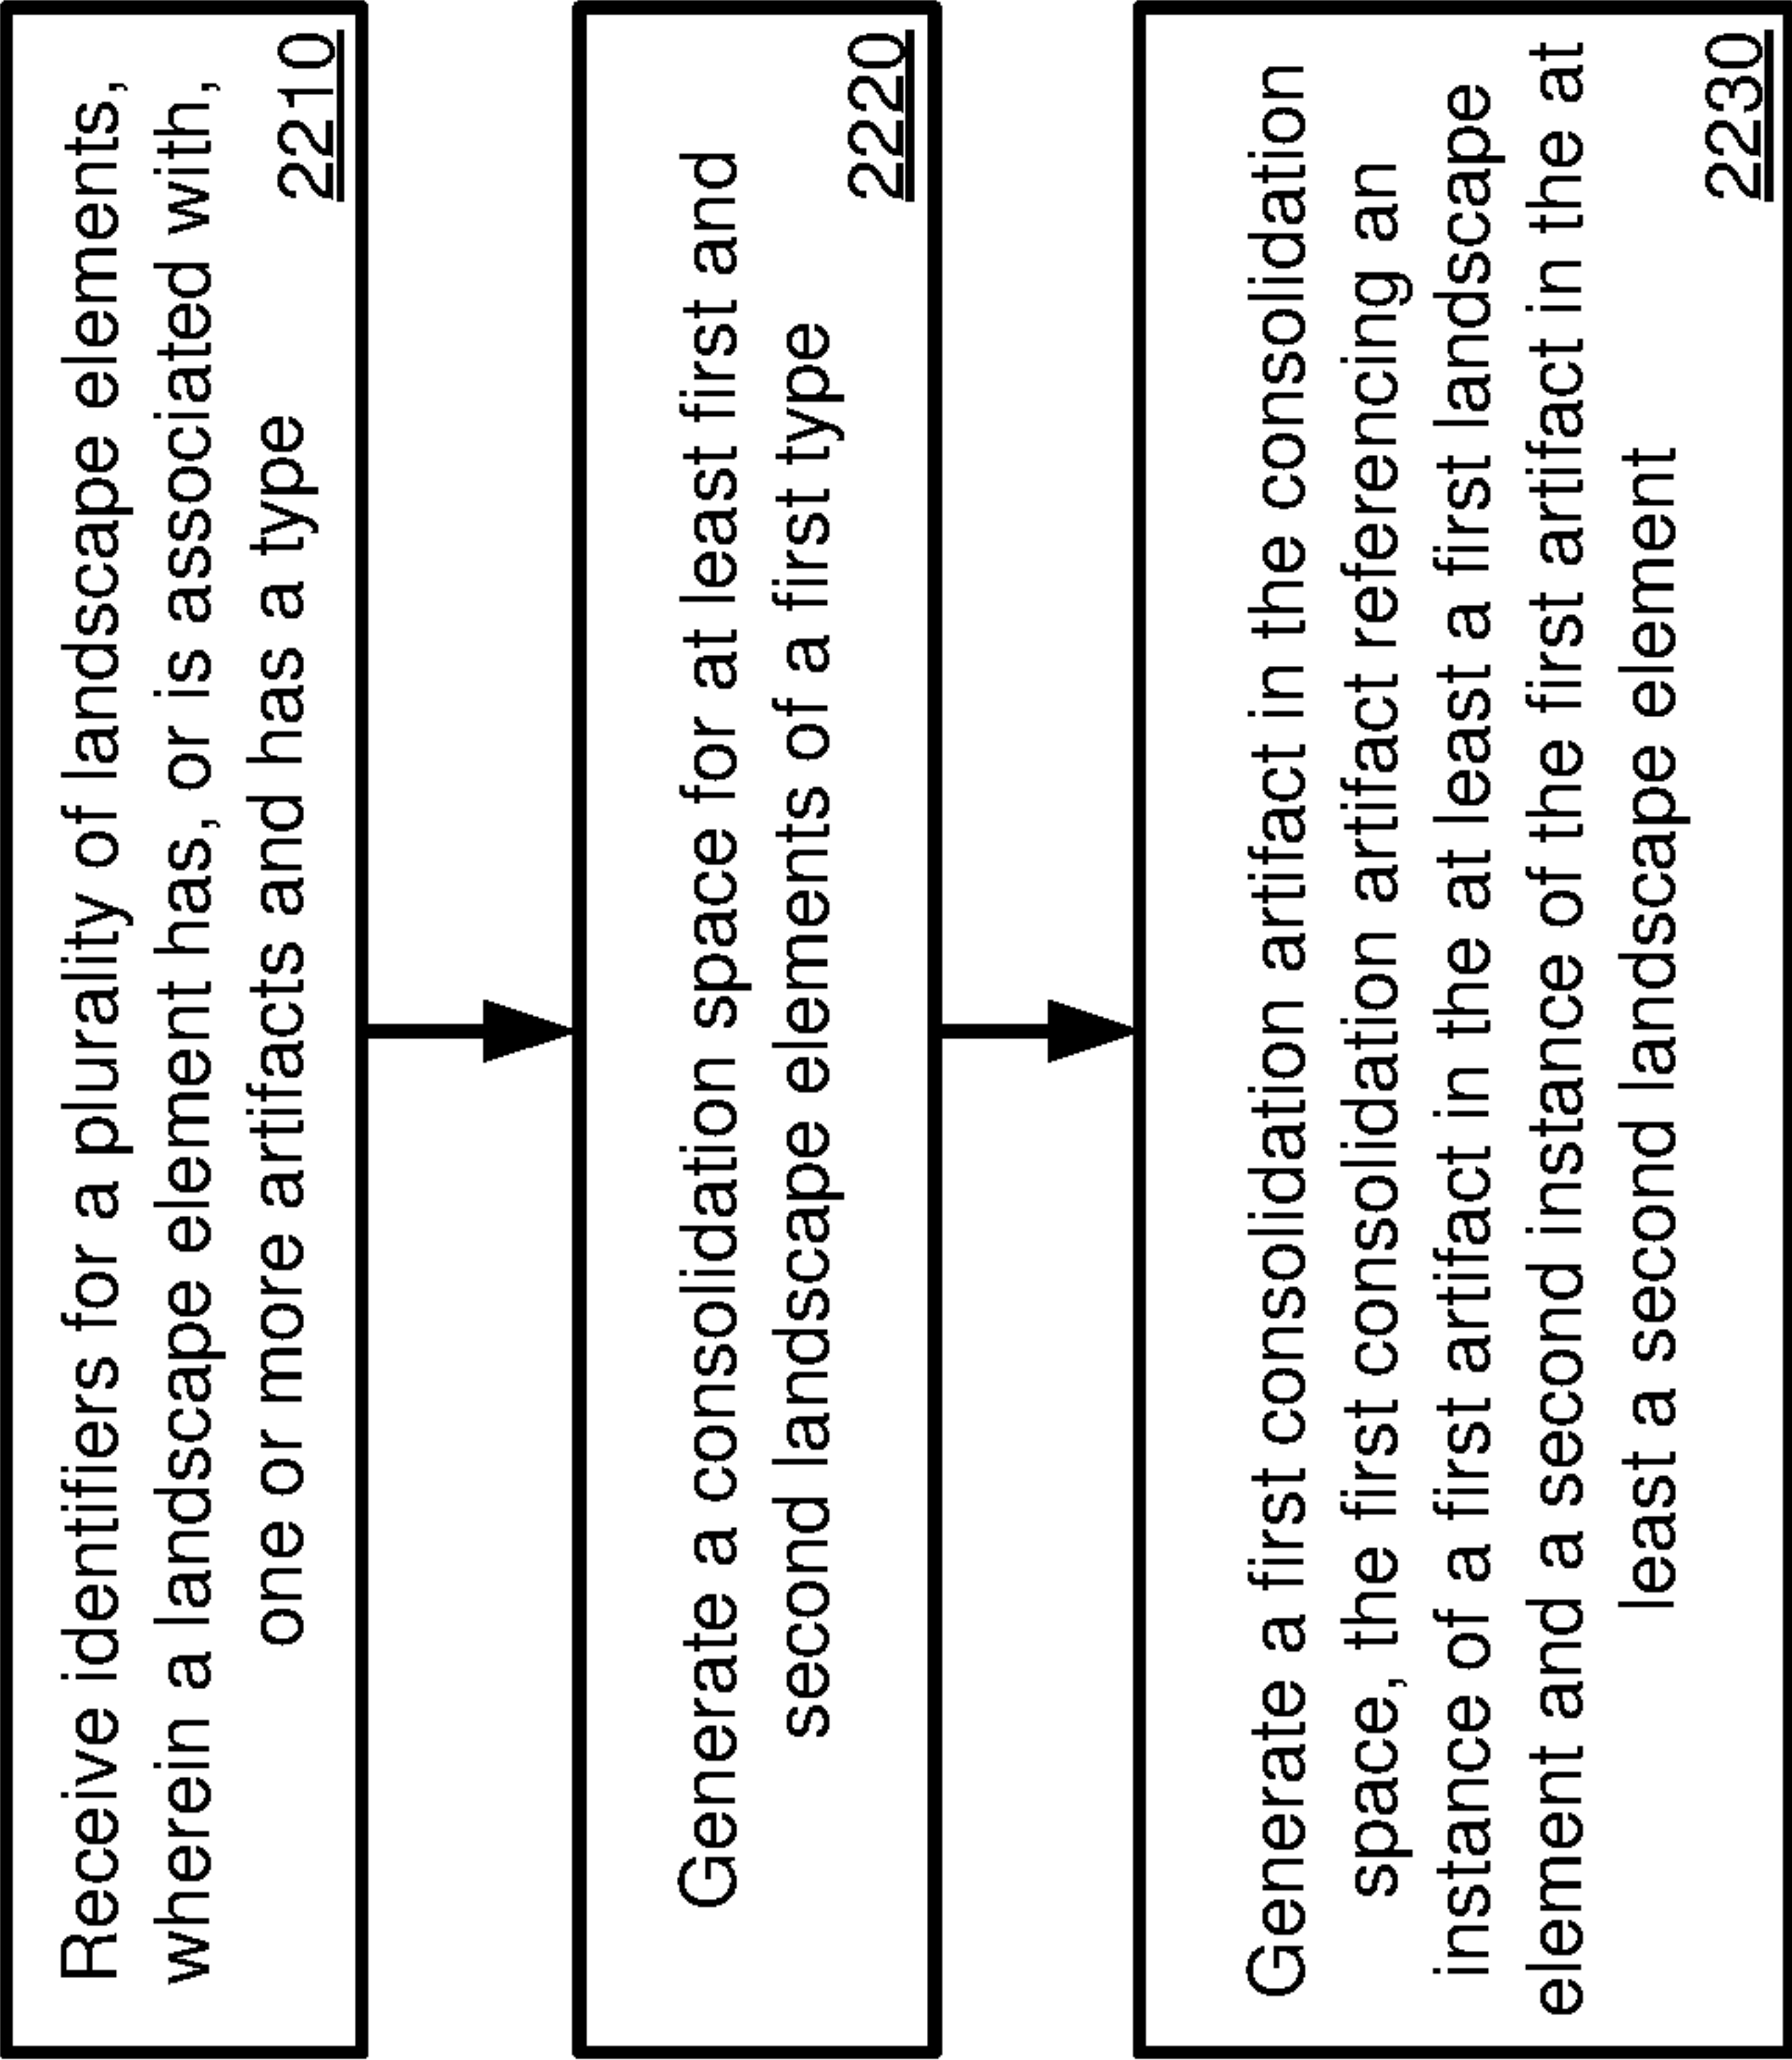 Receive identifiers for a plurality of landscape elements,
wherein a landscape element has, or is associated with,
one or more artifacts and has a type
2210
Generate a consolidation space for at least first and
second landscape elements of a first type
2220
Generate a first consolidation artifact in the consolidation
space, the first consolidation artifact referencing an
instance of a first artifact in the at least a first landscape
element and a second instance of the first artifact in the at
least a second landscape element
2230